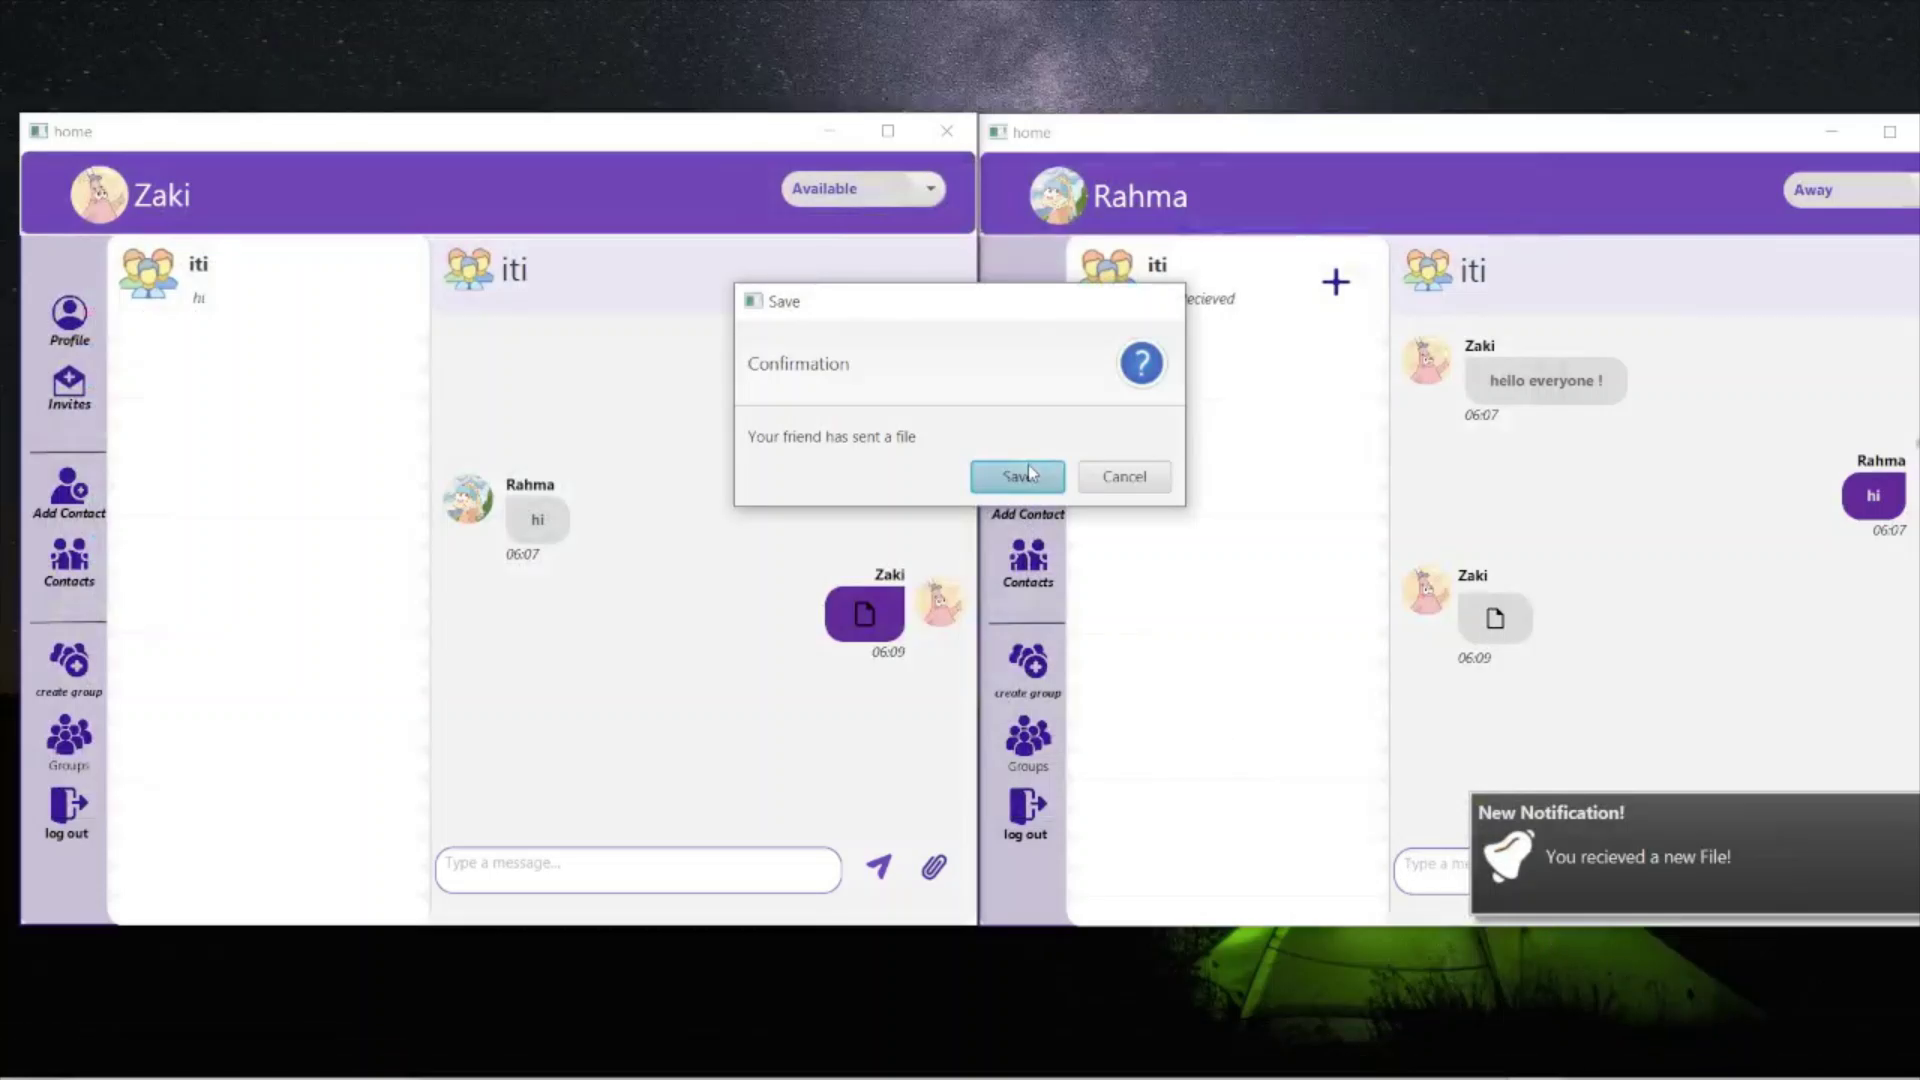 home
Zaki
Available
iti
hi
iti
Profile
Invites
Add Contact
Contacts
create group
Groups
log out
Rahma
hi
06:07
Zaki
06:09
Type a message...
Save
Confirmation
Your friend has sent a file
Save
Cancel
home
Rahma
Away
iti
ecieved
iti
Add Contact
Contacts
create group
Groups
log out
Zaki
hello everyone !
06:07
Rahma
hi
06:07
Zaki
06:09
Type a me
New Notification!
You recieved a new File!